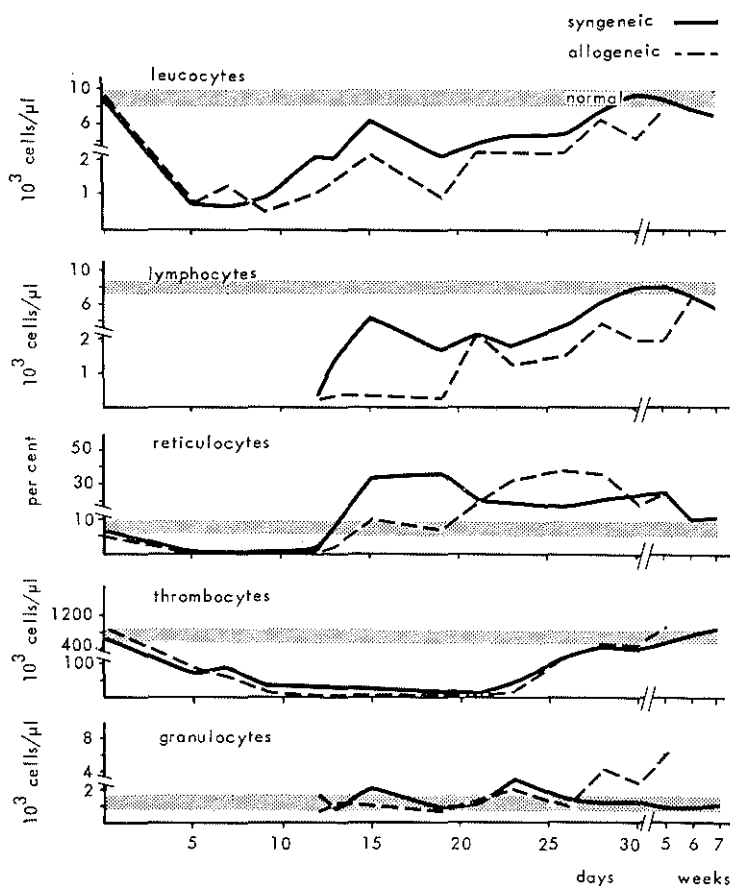 syngeneic
allogeneic
leucocytes
normal
10
6
2
1
10³ cells/µl
lymphocytes
10
6
2
1
10³ cells/µl
reticulocytes
50
30
10
per cent
thrombocytes
1200
400
100
10³ cells/µl
granulocytes
8
4
2
10³ cells/µl
5 10 15 20 25 30 5 6 7
days weeks